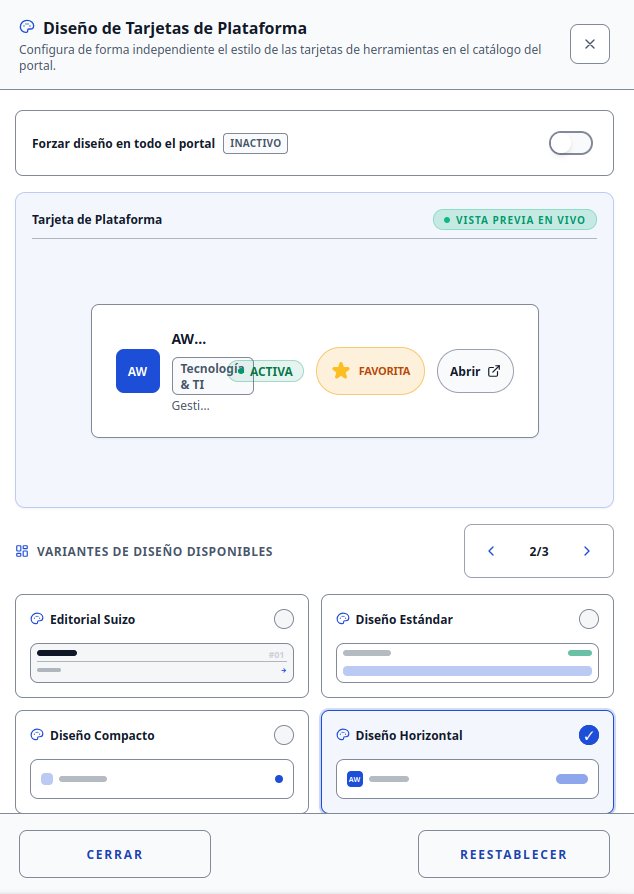 Diseño de Tarjetas de Plataforma
Configura de forma independiente el estilo de las tarjetas de herramientas en el catálogo del
portal.
Forzar diseño en todo el portal INACTIVO
Tarjeta de Plataforma VISTA PREVIA EN VIVO
AW...
AW
Tecnología
& TI
ACTIVA
FAVORITA
Abrir
Gesti...
VARIANTES DE DISEÑO DISPONIBLES
2/3
Editorial Suizo
#01
Diseño Estándar
Diseño Compacto
Diseño Horizontal
AW
CERRAR
REESTABLECER